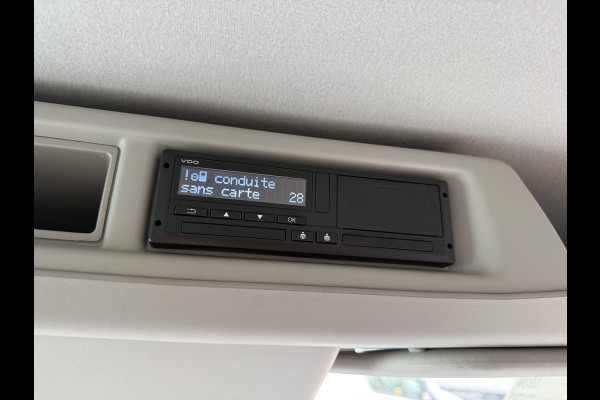 VDO
! conduite
sans carte 28
OK